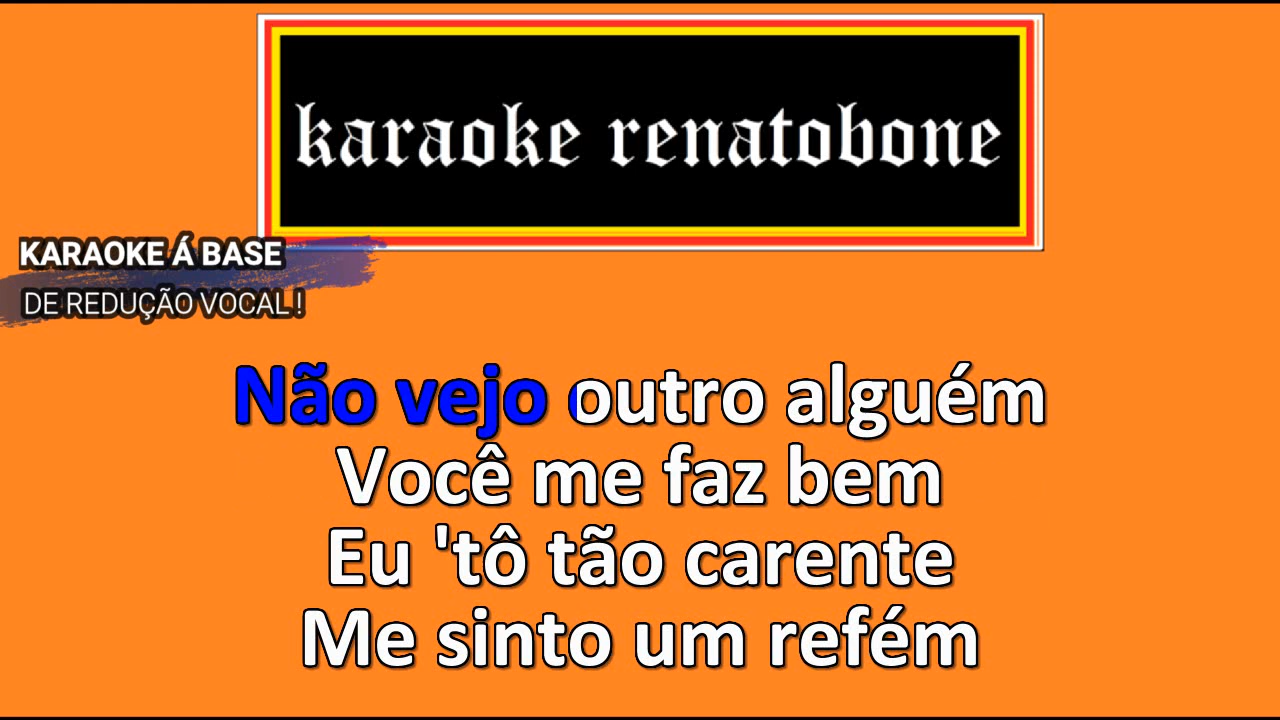 karaoke renatobone
KARAOKE Á BASE
DE REDUÇÃO VOCAL !
Não vejo outro alguém
Você me faz bem
Eu 'tô tão carente
Me sinto um refém